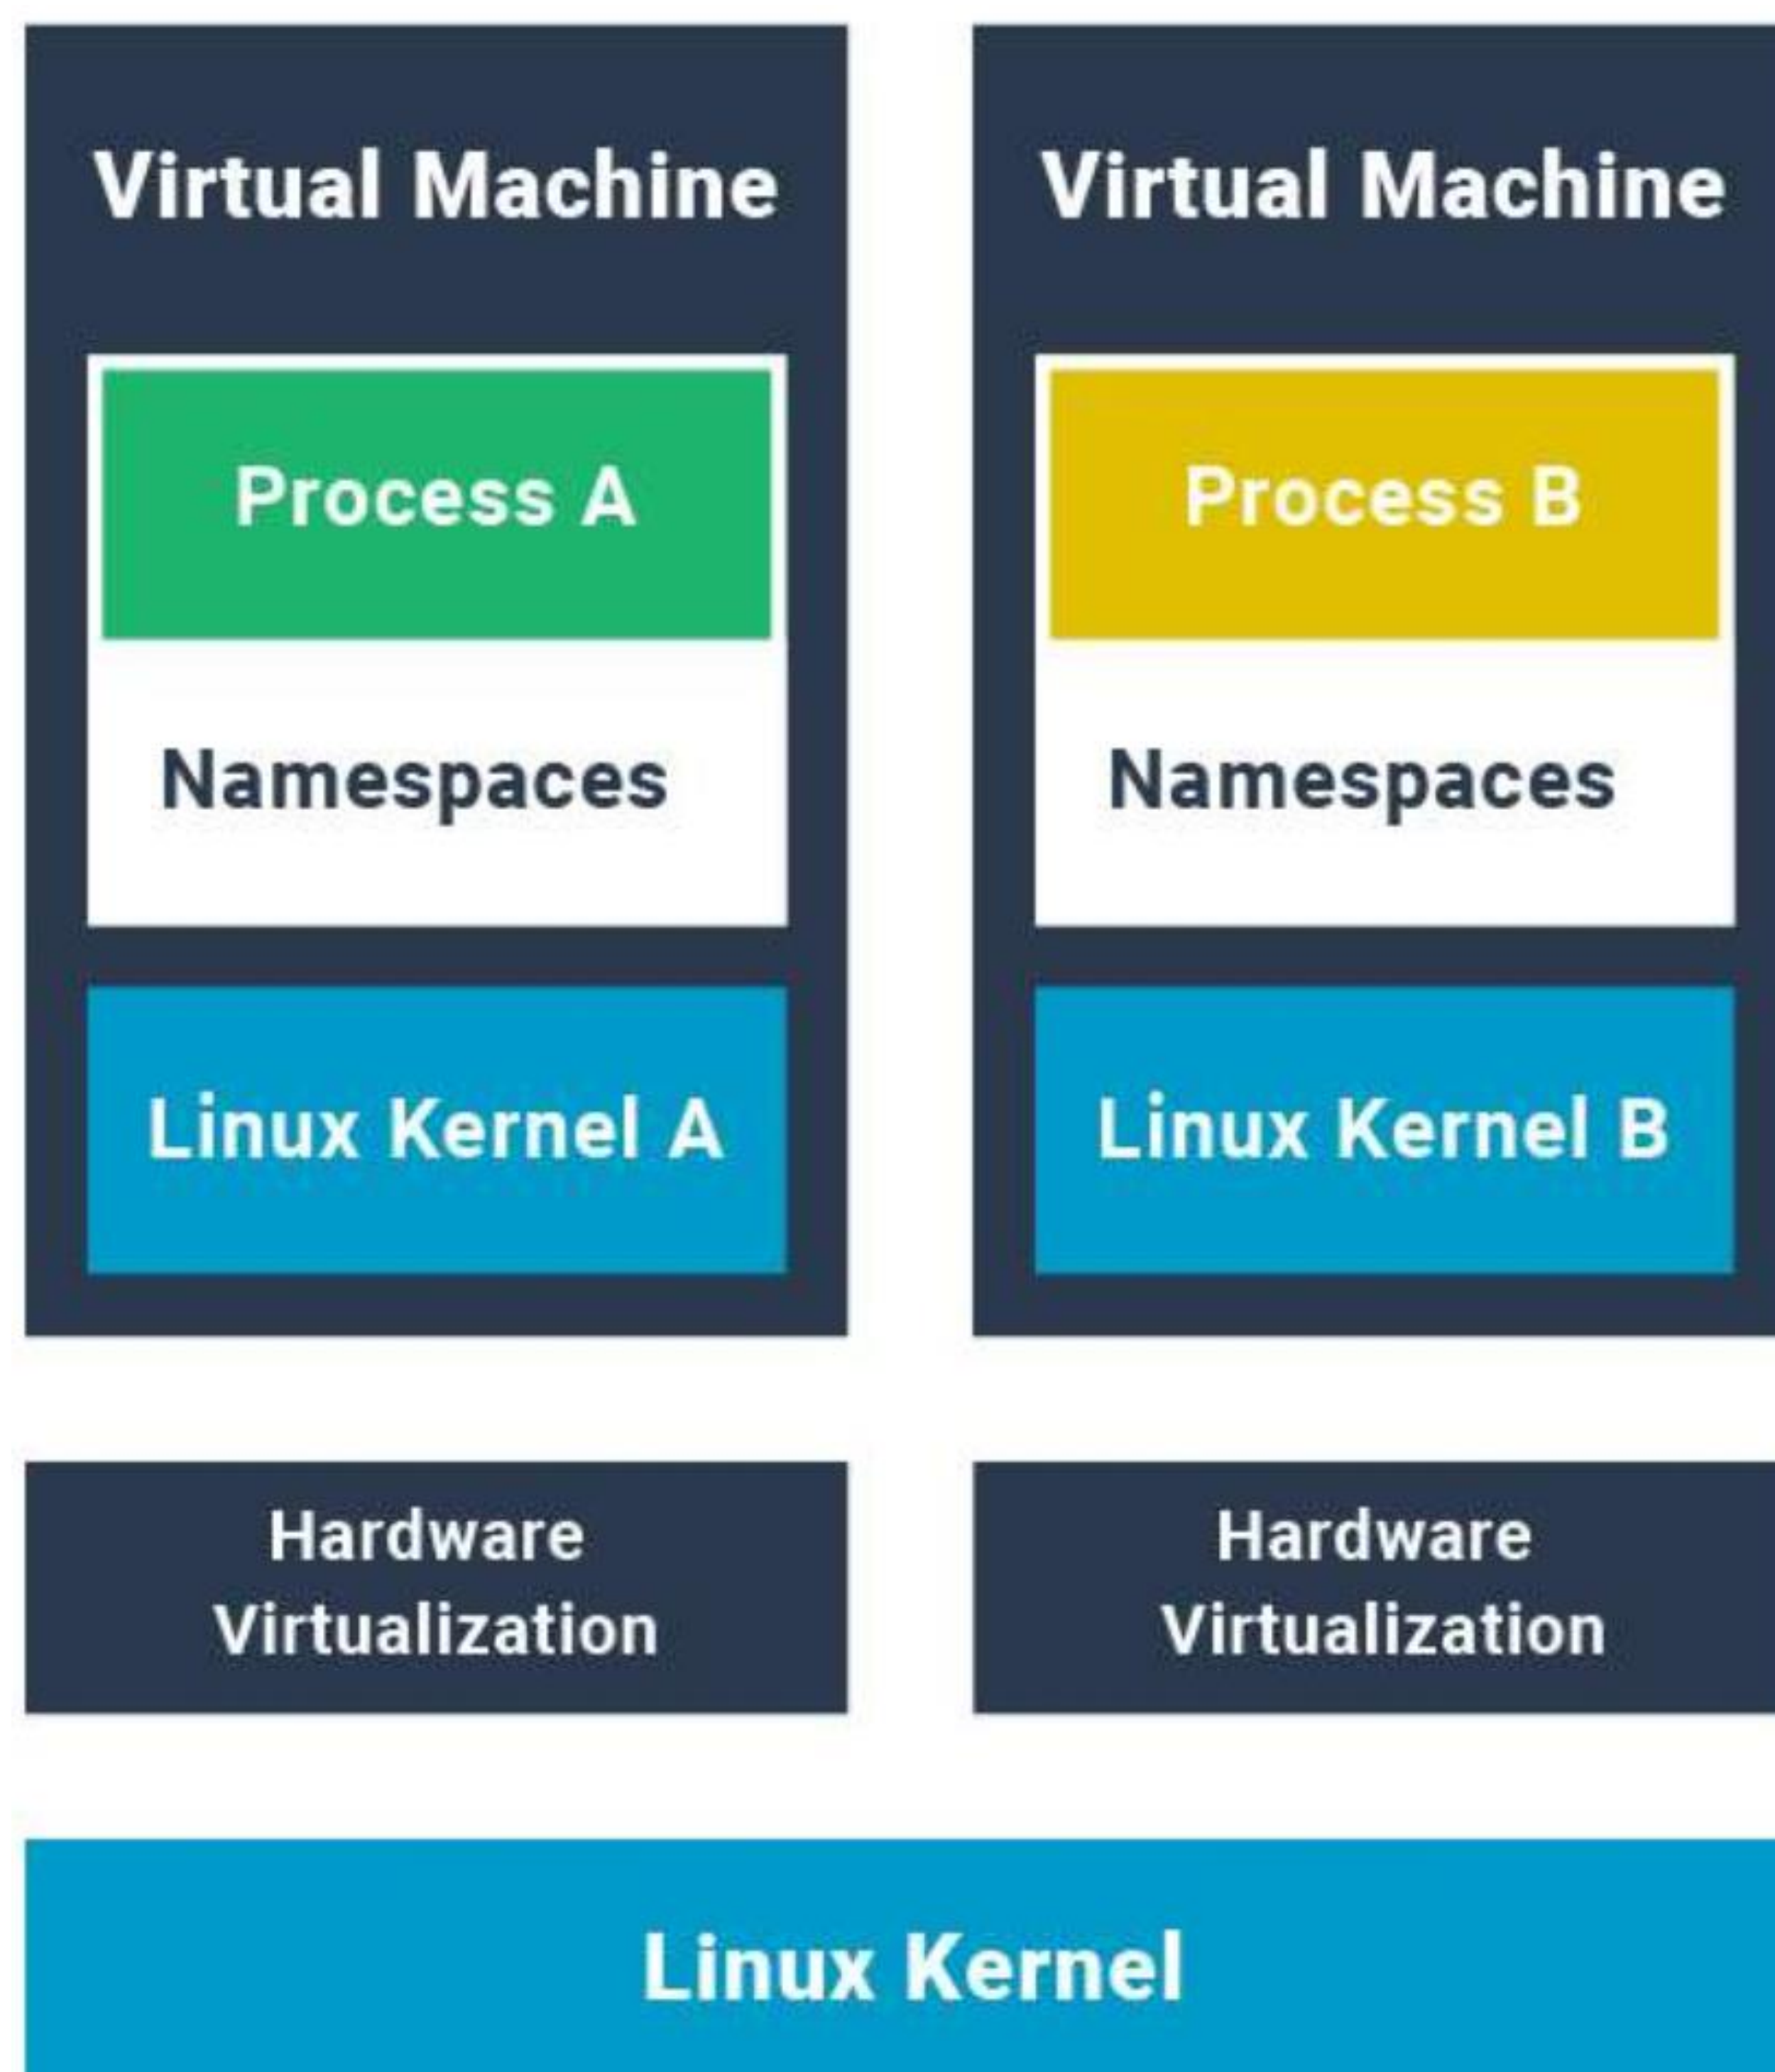 Virtual Machine
Process A
Namespaces
Linux Kernel A
Hardware
Virtualization
Virtual Machine
Process B
Namespaces
Linux Kernel B
Hardware
Virtualization
Linux Kernel